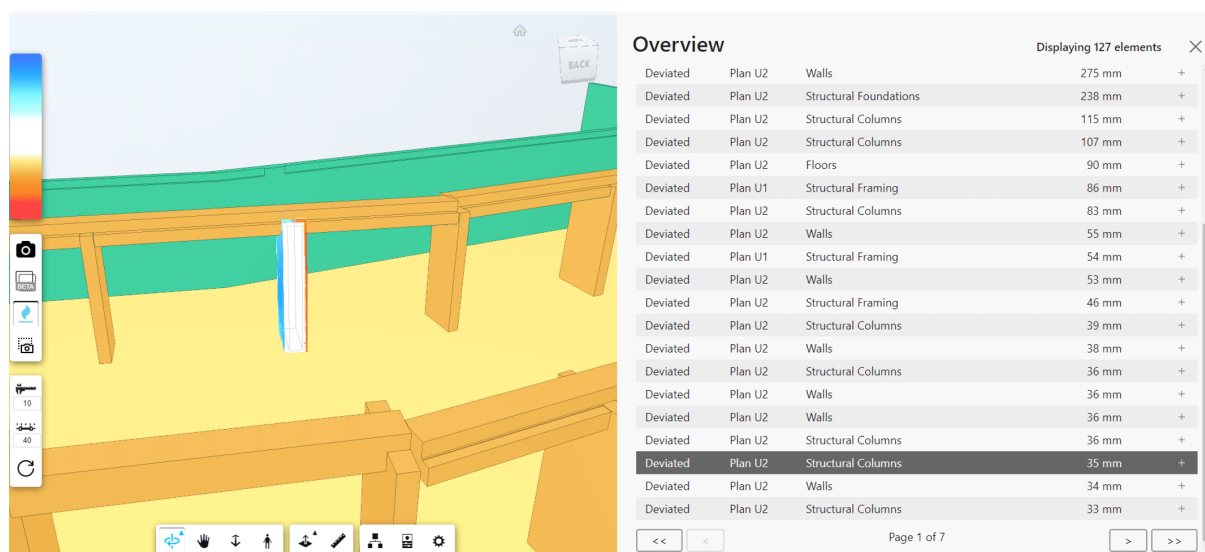 BACK
BETA
10
40
Overview
Displaying 127 elements
Deviated Plan U2 Walls 275 mm +
Deviated Plan U2 Structural Foundations 238 mm +
Deviated Plan U2 Structural Columns 115 mm +
Deviated Plan U2 Structural Columns 107 mm +
Deviated Plan U2 Floors 90 mm +
Deviated Plan U1 Structural Framing 86 mm +
Deviated Plan U2 Structural Columns 83 mm +
Deviated Plan U2 Walls 55 mm +
Deviated Plan U1 Structural Framing 54 mm +
Deviated Plan U2 Walls 53 mm +
Deviated Plan U2 Structural Framing 46 mm +
Deviated Plan U2 Structural Columns 39 mm +
Deviated Plan U2 Walls 38 mm +
Deviated Plan U2 Structural Columns 36 mm +
Deviated Plan U2 Walls 36 mm +
Deviated Plan U2 Walls 36 mm +
Deviated Plan U2 Structural Columns 36 mm +
Deviated Plan U2 Structural Columns 35 mm +
Deviated Plan U2 Walls 34 mm +
Deviated Plan U2 Structural Columns 33 mm +
<< < Page 1 of 7 > >>